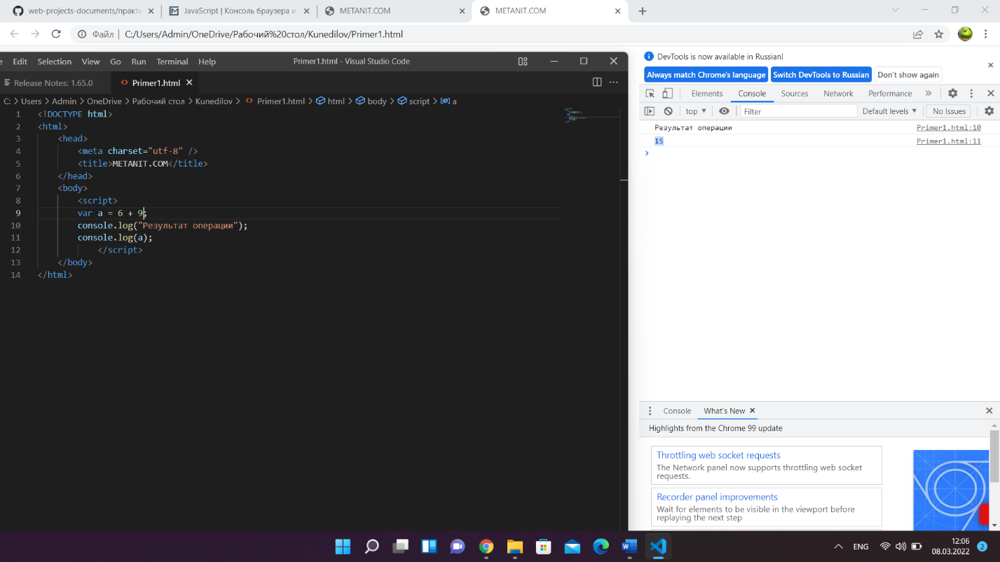 web-projects-documents/практи
JavaScript | Консоль браузера и
METANIT.COM
METANIT.COM
Файл
C:/Users/Admin/OneDrive/Рабочий%20стол/Kunedilov/Primer1.html
Edit Selection View Go Run Terminal Help
Primer1.html - Visual Studio Code
Release Notes: 1.65.0
Primer1.html
C: > Users > Admin > OneDrive > Рабочий стол > Kunedilov > Primer1.html > html > body > script > a
1 <!DOCTYPE html>
2 <html>
3 <head>
4 <meta charset="utf-8" />
5 <title>METANIT.COM</title>
6 </head>
7 <body>
8 <script>
9 var a = 6 + 9;
10 console.log("Результат операции");
11 console.log(a);
12 </script>
13 </body>
14 </html>
DevTools is now available in Russian!
Always match Chrome's language Switch DevTools to Russian Don't show again
Elements Console Sources Network Performance
top Filter Default levels No Issues
Результат операции Primer1.html:10
15 Primer1.html:11
Console What's New
Highlights from the Chrome 99 update
Throttling web socket requests
The Network panel now supports throttling web socket
requests.
Recorder panel improvements
Wait for elements to be visible in the viewport before
replaying the next step
ENG
12:06
08.03.2022
2